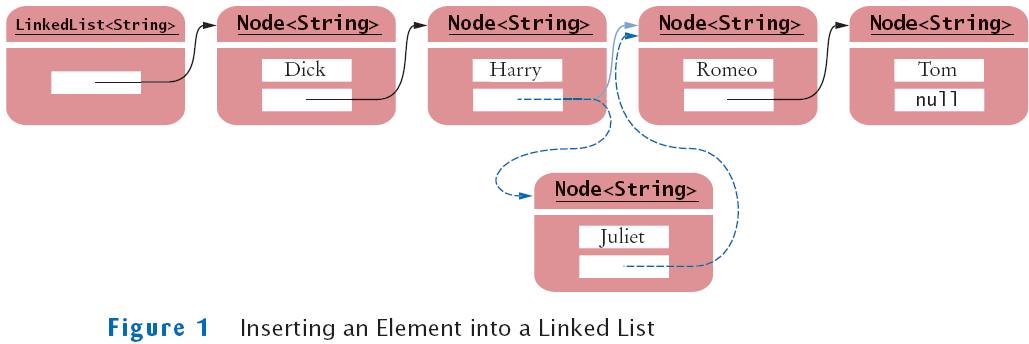 LinkedList<String>
Node<String>
Dick
Node<String>
Harry
Node<String>
Romeo
Node<String>
Tom
null
Node<String>
Juliet
Figure 1 Inserting an Element into a Linked List